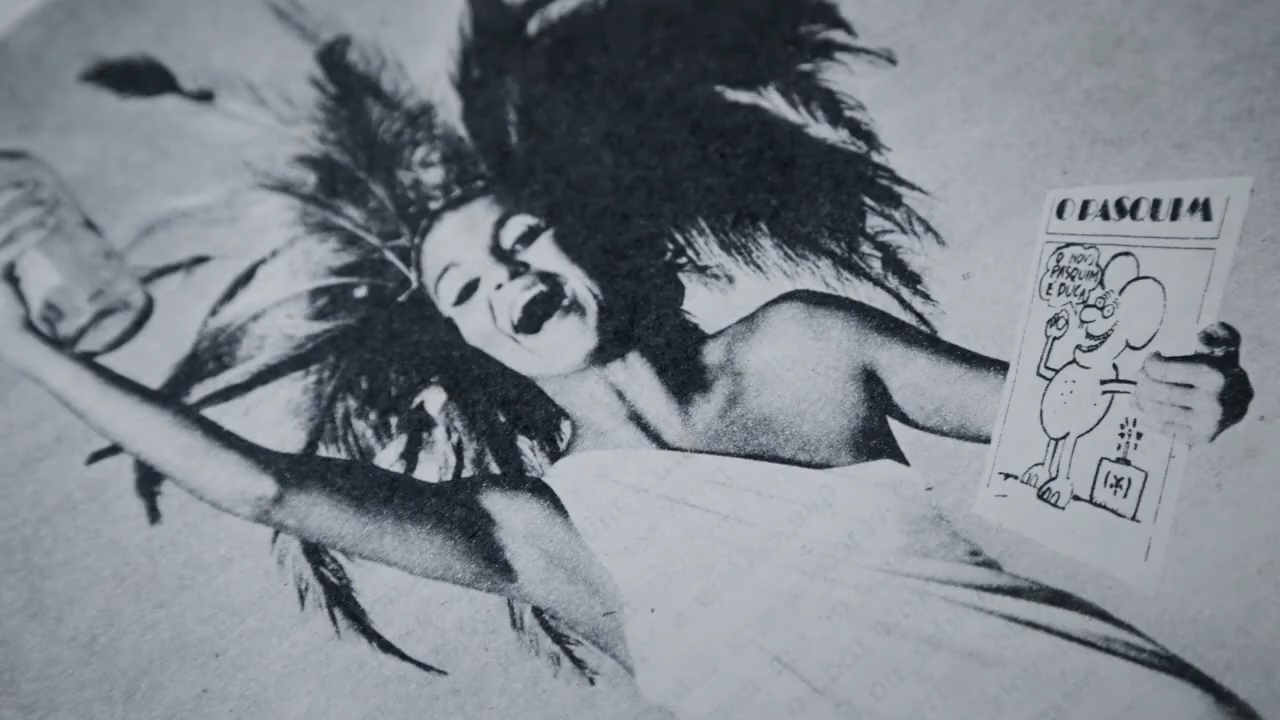 O PASQUIM
O NOVO
PASQUIM
É DUCA
(*)